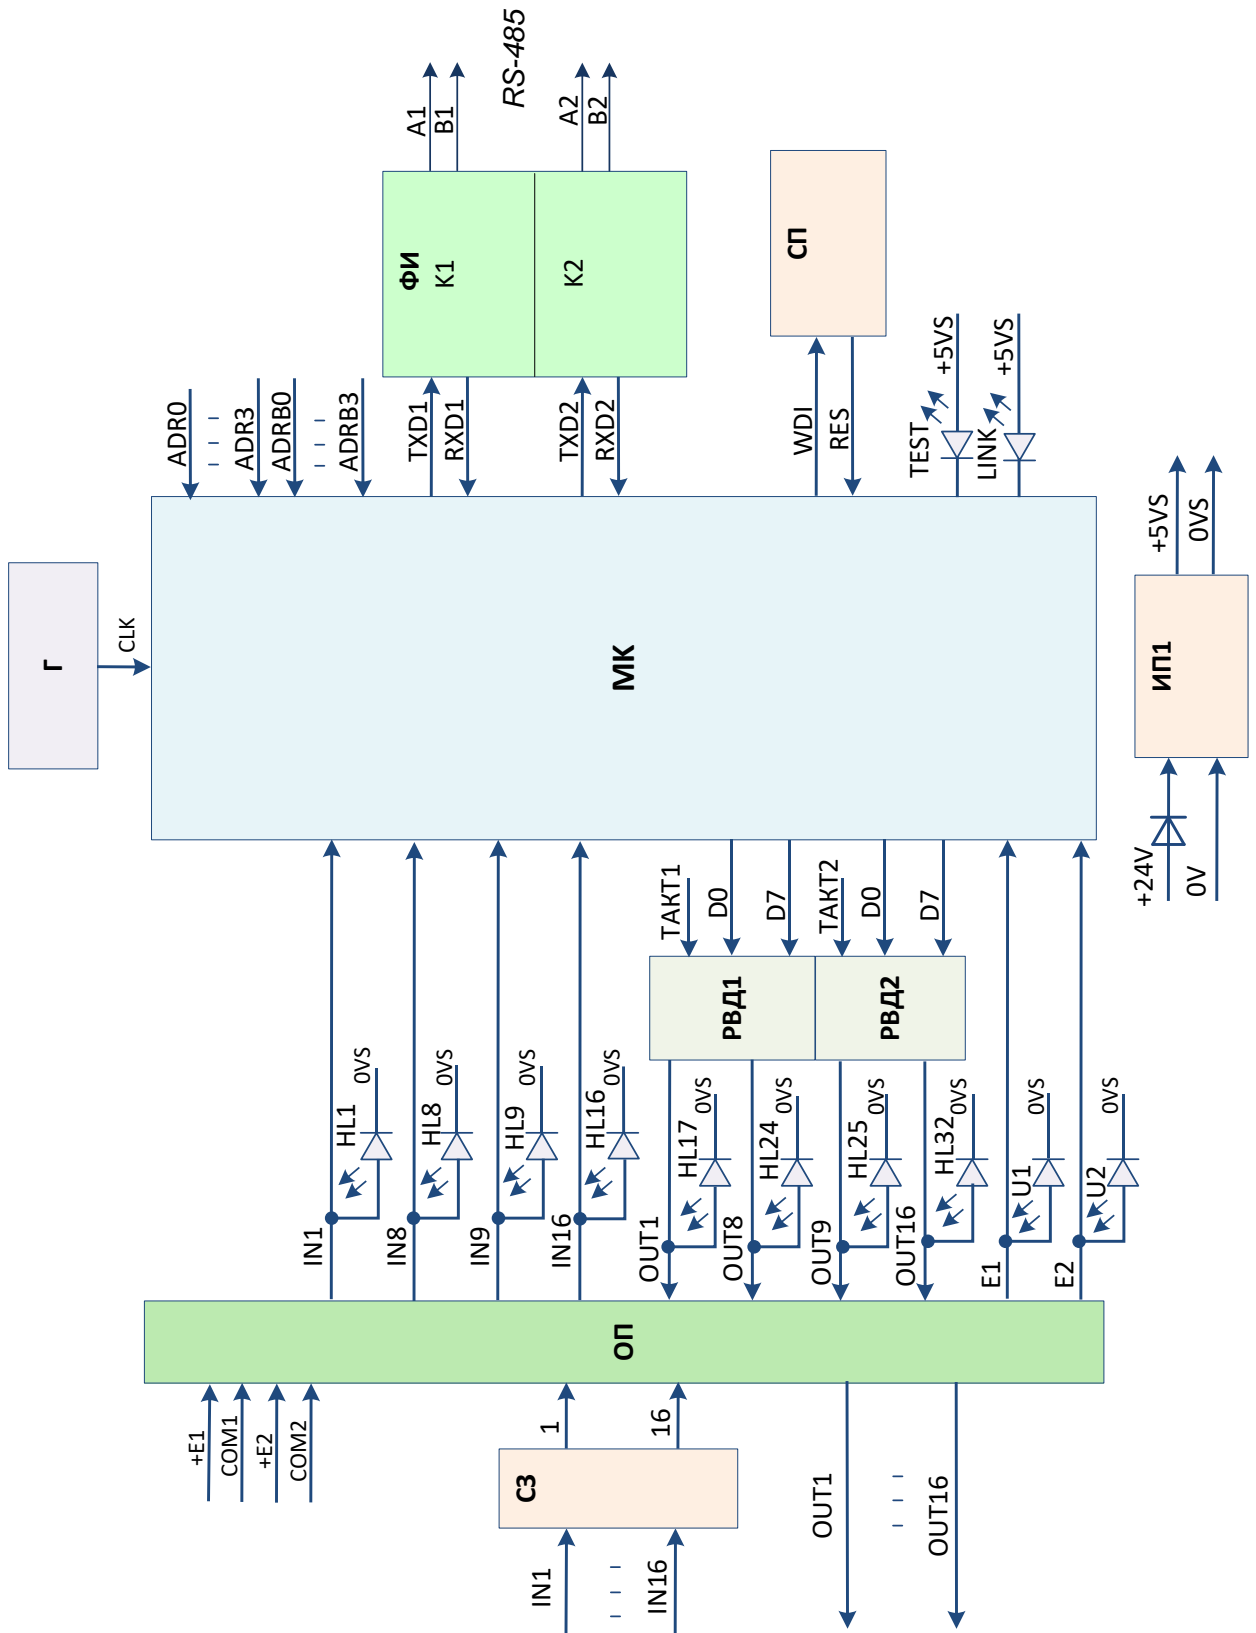 RS-485
A1
B1
A2
B2
ФИ
K1
K2
СП
ADR0
ADR3
ADRB0
ADRB3
TXD1
RXD1
TXD2
RXD2
WDI
RES
TEST
+5VS
LINK
+5VS
Г
CLK
МК
+5VS
0VS
ИП1
+24V
0V
ТАКТ1
D0
D7
ТАКТ2
D0
D7
РВД1
РВД2
IN1
HL1
0VS
IN8
HL8
0VS
IN9
HL9
0VS
IN16
HL16
0VS
OUT1
HL17
0VS
OUT8
HL24
0VS
OUT9
HL25
0VS
OUT16
HL32
0VS
E1
U1
0VS
E2
U2
0VS
ОП
+E1
COM1
+E2
COM2
1
16
СЗ
IN1
IN16
OUT1
OUT16